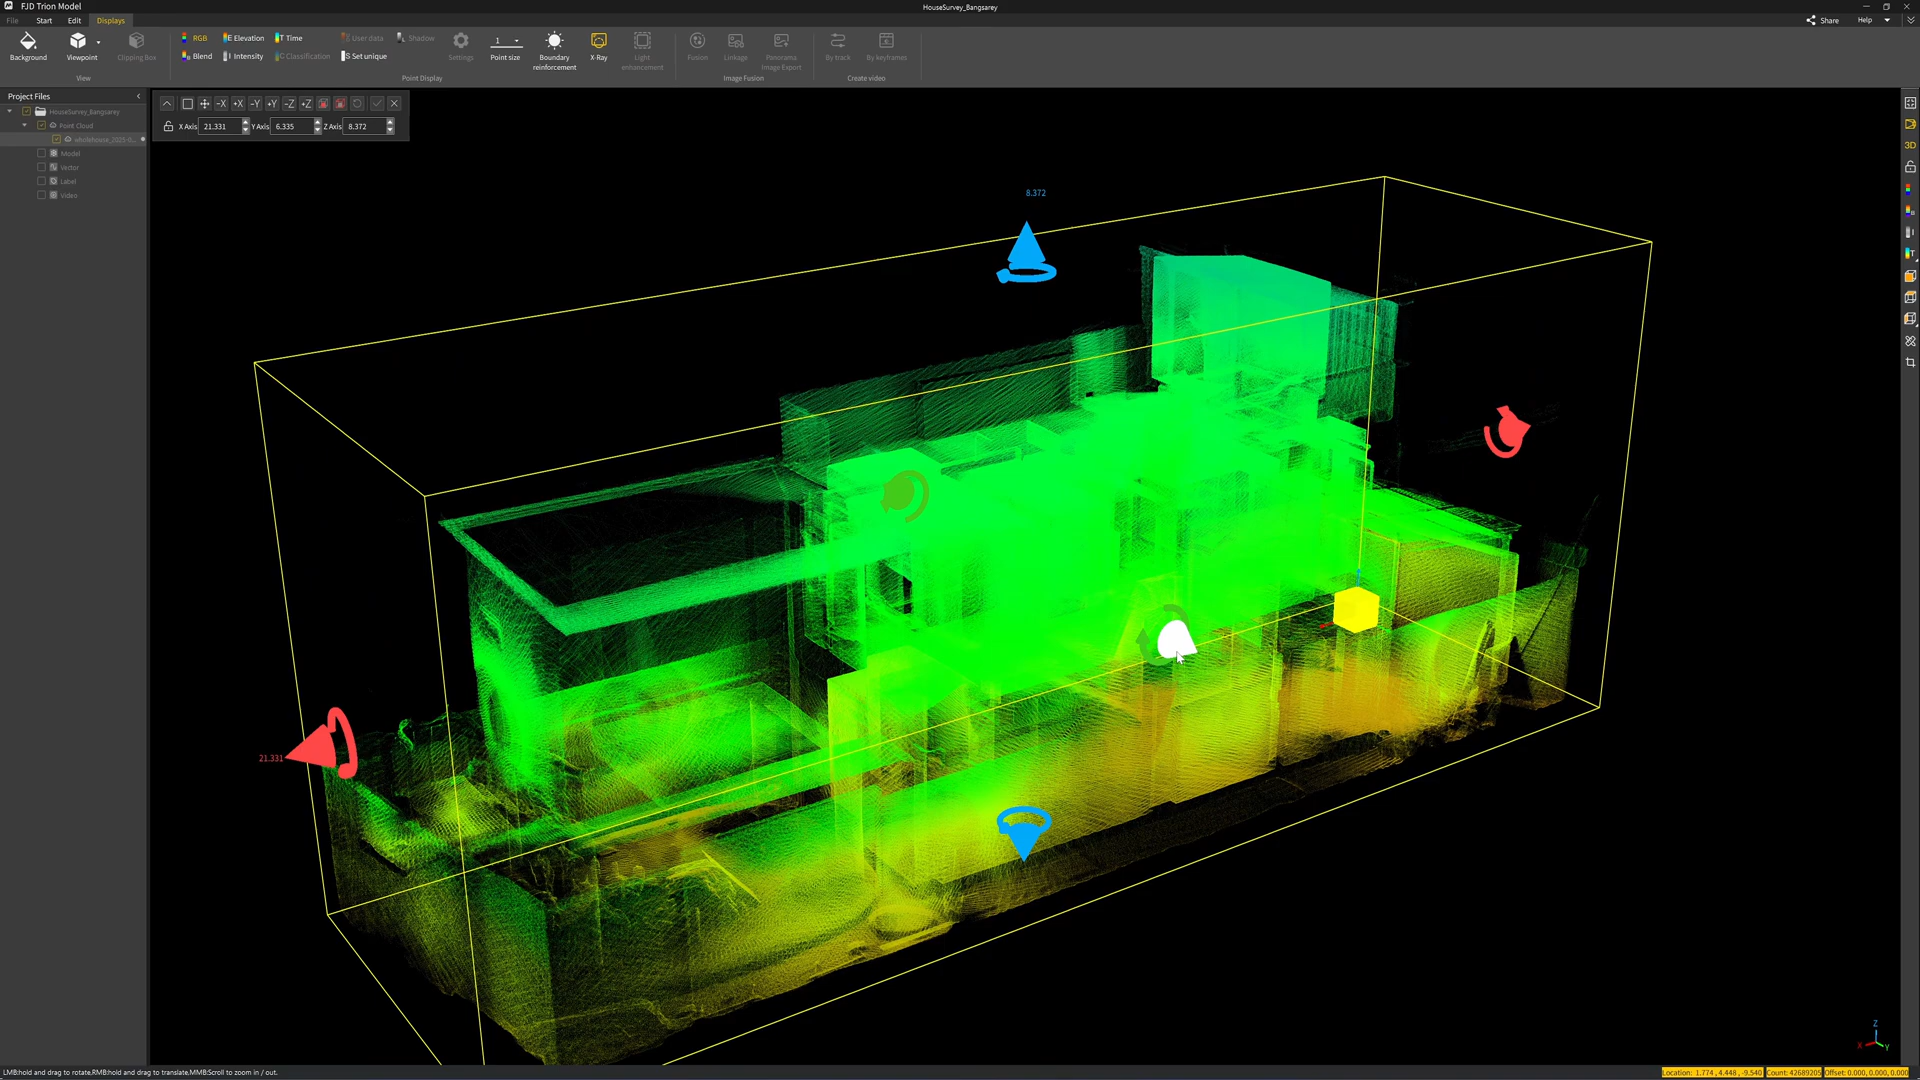 FJD Trion Model
HouseSurvey_Bangsarey
File Start Edit Displays
Share Help
Background
Viewpoint
Clipping Box
View
RGB
Elevation
Time
User data
Shadow
Blend
Intensity
Classification
Set unique
Settings
1
Point size
Boundary
reinforcement
X-Ray
Light
enhancement
Point Display
Fusion
Linkage
Panorama
Image Export
Image Fusion
By track
By keyframes
Create video
Project Files
HouseSurvey_Bangsarey
Point Cloud
wholehouse_2025-0...
Model
Vector
Label
Video
-X +X -Y +Y -Z +Z
X Axis 21.331 Y Axis 6.335 Z Axis 8.372
3D
8.372
21.331
Z
X Y
LMB:hold and drag to rotate,RMB:hold and drag to translate,MMB:Scroll to zoom in / out.
Location: 1.774 , 4.448 , -9.540 Count: 42689205 Offset: 0.000, 0.000, 0.000